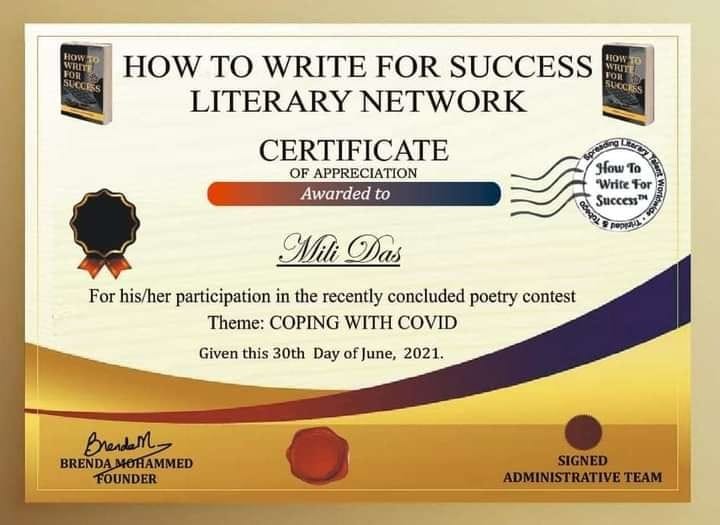 HOW TO WRITE FOR SUCCESS
LITERARY NETWORK
HOW TO
WRITE
FOR
SUCCESS
HOW TO
WRITE
FOR
SUCCESS
CERTIFICATE
OF APPRECIATION
Awarded to
Spreading Literary Talent Worldwide • Trinidad & Tobago
How To
Write For
Success™
Mili Das
For his/her participation in the recently concluded poetry contest
Theme: COPING WITH COVID
Given this 30th Day of June, 2021.
BrendaM
BRENDA MOHAMMED
FOUNDER
SIGNED
ADMINISTRATIVE TEAM